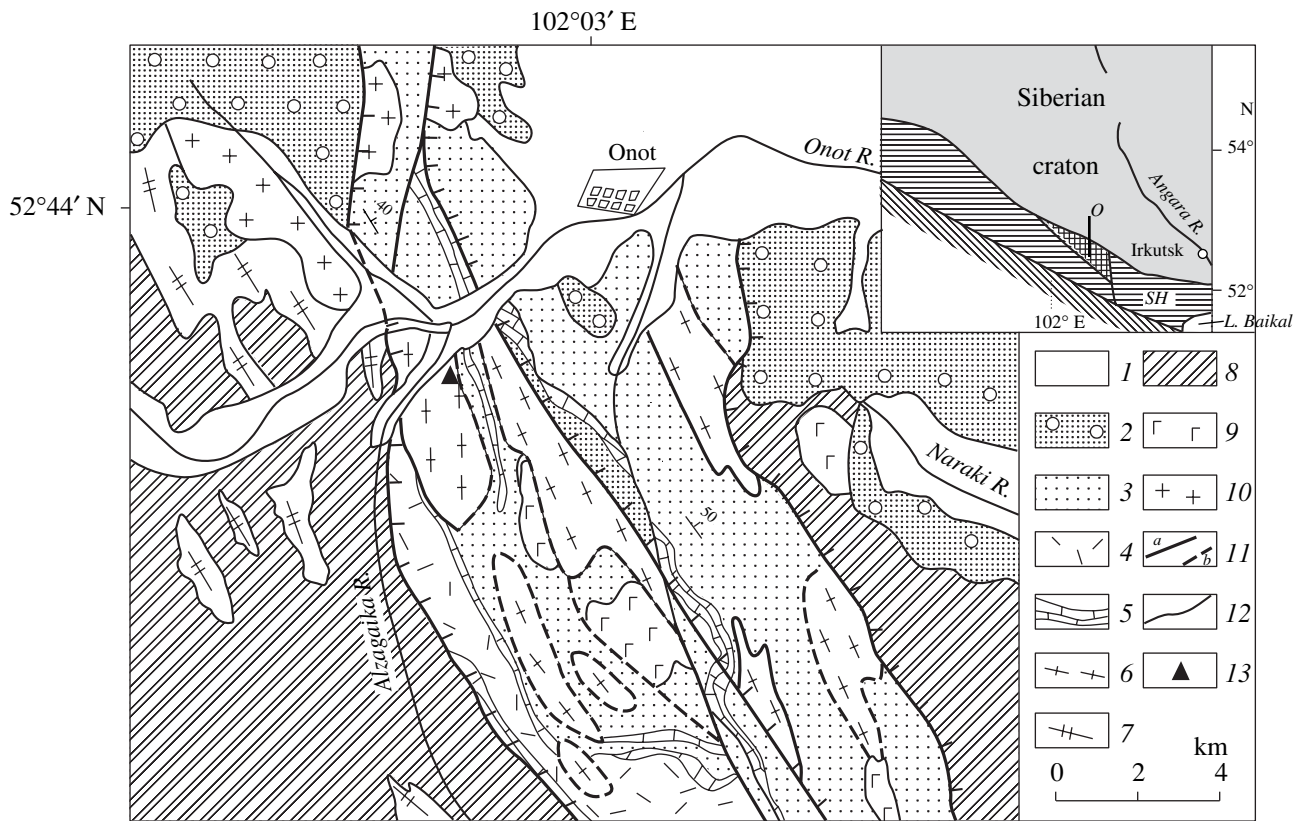 102°03′ E
52°44′ N
Onot
Onot R.
40
50
Naraki R.
Alzagaika R.
Siberian
craton
N
54°
52°
Angara R.
O
Irkutsk
SH
102° E
L. Baikal
1
8
2
9
3
10
4
a
b
11
5
12
6
13
7
km
0 2 4